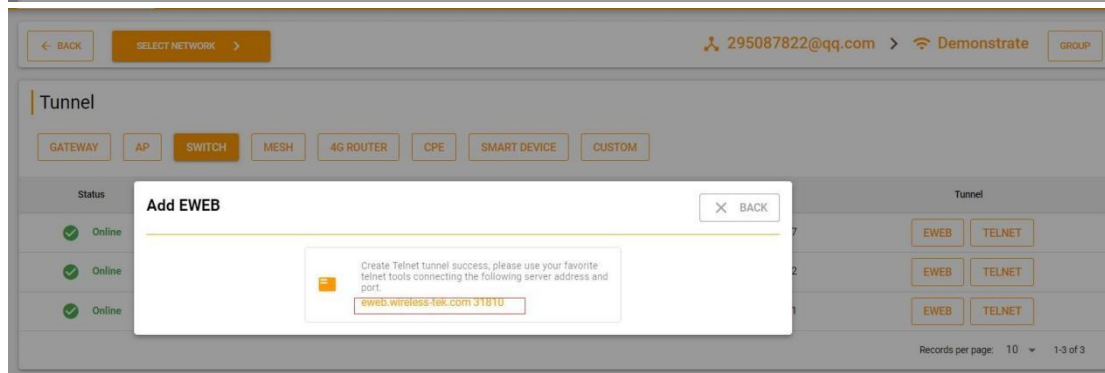 ← BACK
SELECT NETWORK >
295087822@qq.com > Demonstrate
GROUP
Tunnel
GATEWAY AP SWITCH MESH 4G ROUTER CPE SMART DEVICE CUSTOM
Status Tunnel
Add EWEB
X BACK
Create Telnet tunnel success, please use your favorite
telnet tools connecting the following server address and
port.
eweb.wireless-tek.com 31810
Online 7 EWEB TELNET
Online 2 EWEB TELNET
Online 1 EWEB TELNET
Records per page: 10 1-3 of 3